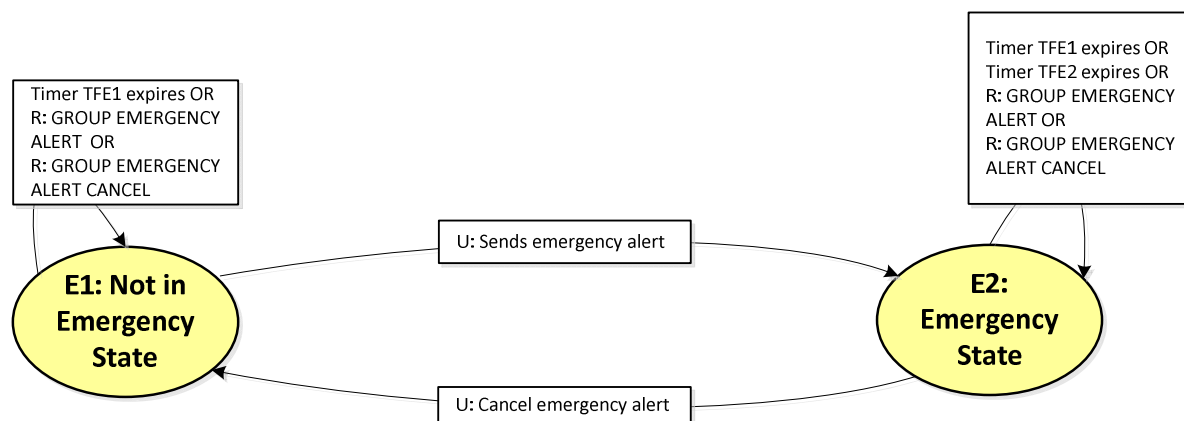 Timer TFE1 expires OR
R: GROUP EMERGENCY
ALERT OR
R: GROUP EMERGENCY
ALERT CANCEL
Timer TFE1 expires OR
Timer TFE2 expires OR
R: GROUP EMERGENCY
ALERT OR
R: GROUP EMERGENCY
ALERT CANCEL
U: Sends emergency alert
E1: Not in
Emergency
State
E2:
Emergency
State
U: Cancel emergency alert